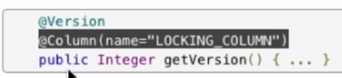 @Version
@Column(name="LOCKING_COLUMN")
public Integer getVersion() { ... }